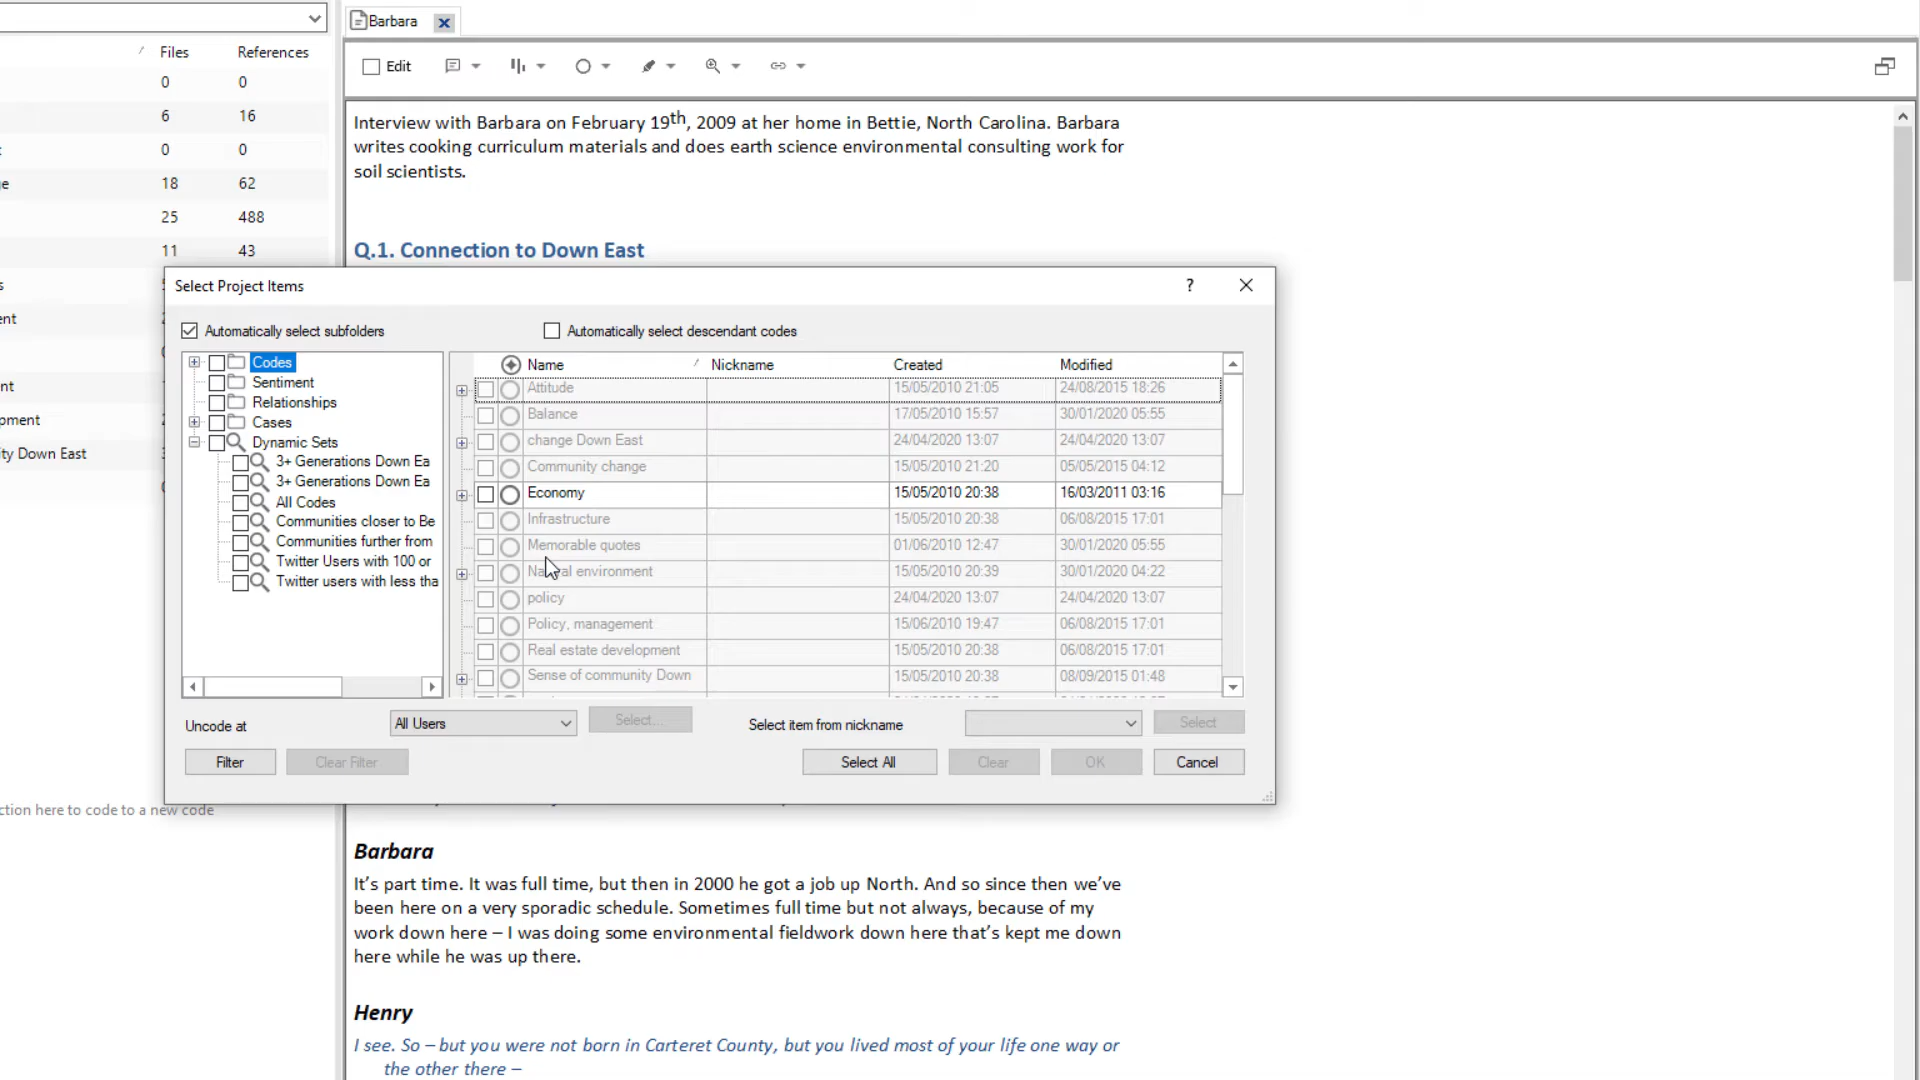 Barbara
Files References
Edit
0 0
6 16
0 0
ge 18 62
25 488
11 43
s
ent
nt
pment
ty Down East
ction here to code to a new code
Interview with Barbara on February 19th, 2009 at her home in Bettie, North Carolina. Barbara
writes cooking curriculum materials and does earth science environmental consulting work for
soil scientists.
Q.1. Connection to Down East
Select Project Items
?
Automatically select subfolders
Automatically select descendant codes
Codes
Sentiment
Relationships
Cases
Dynamic Sets
3+ Generations Down Ea
3+ Generations Down Ea
All Codes
Communities closer to Be
Communities further from
Twitter Users with 100 or
Twitter users with less tha
Name Nickname Created Modified
Attitude 15/05/2010 21:05 24/08/2015 18:26
Balance 17/05/2010 15:57 30/01/2020 05:55
change Down East 24/04/2020 13:07 24/04/2020 13:07
Community change 15/05/2010 21:20 05/05/2015 04:12
Economy 15/05/2010 20:38 16/03/2011 03:16
Infrastructure 15/05/2010 20:38 06/08/2015 17:01
Memorable quotes 01/06/2010 12:47 30/01/2020 05:55
Natural environment 15/05/2010 20:39 30/01/2020 04:22
policy 24/04/2020 13:07 24/04/2020 13:07
Policy, management 15/06/2010 19:47 06/08/2015 17:01
Real estate development 15/05/2010 20:38 06/08/2015 17:01
Sense of community Down 15/05/2010 20:38 08/09/2015 01:48
Uncode at All Users Select... Select item from nickname Select
Filter Clear Filter Select All Clear OK Cancel
Barbara
It's part time. It was full time, but then in 2000 he got a job up North. And so since then we've
been here on a very sporadic schedule. Sometimes full time but not always, because of my
work down here – I was doing some environmental fieldwork down here that's kept me down
here while he was up there.
Henry
I see. So – but you were not born in Carteret County, but you lived most of your life one way or
the other there –